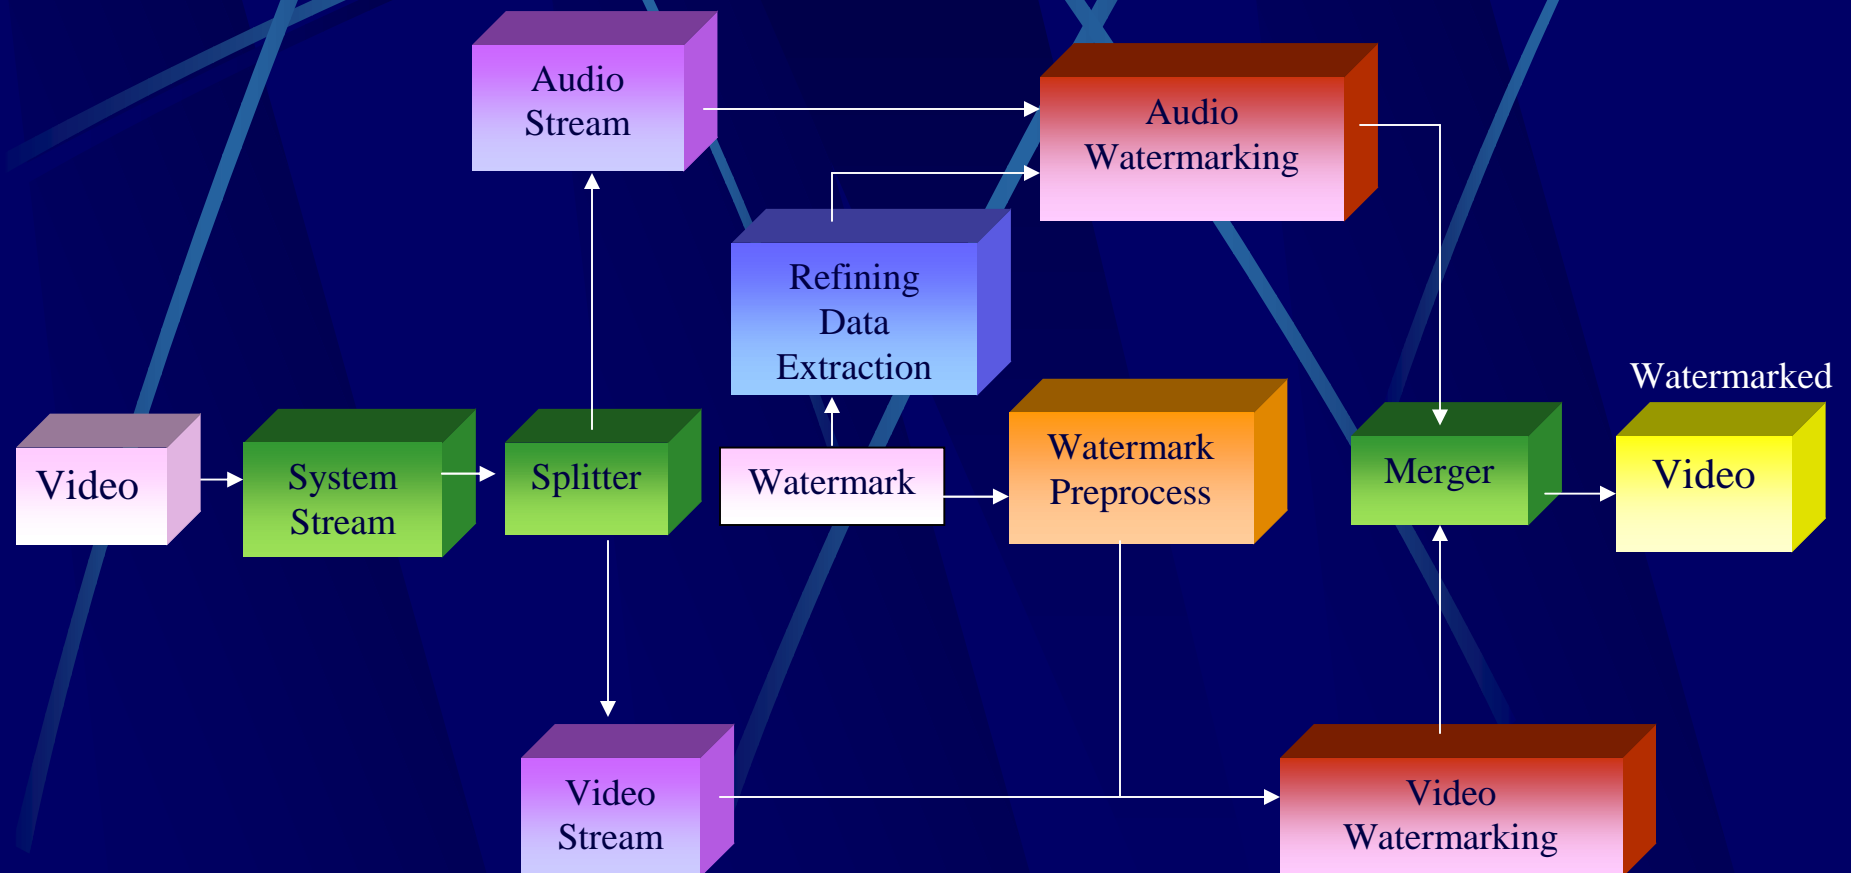 Audio
Stream
Audio
Watermarking
Refining
Data
Extraction
Watermarked
Video
System
Stream
Splitter
Watermark
Watermark
Preprocess
Merger
Video
Video
Stream
Video
Watermarking